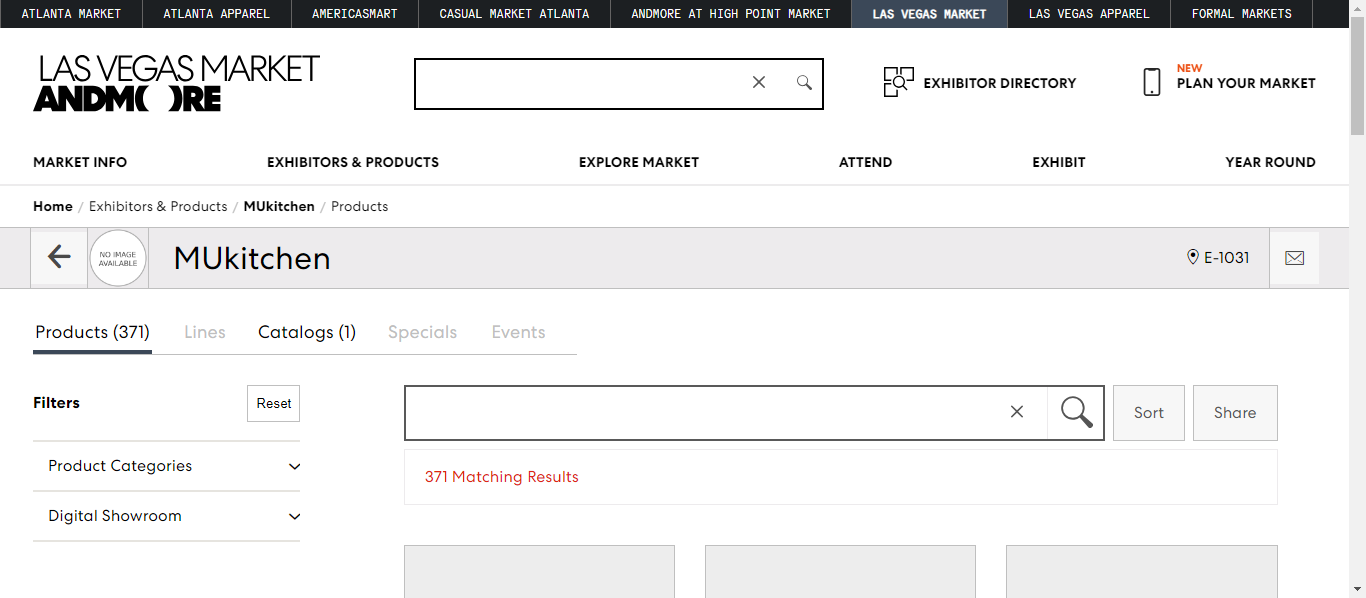 ATLANTA MARKET
ATLANTA APPAREL
AMERICASMART
CASUAL MARKET ATLANTA
ANDMORE AT HIGH POINT MARKET
LAS VEGAS MARKET
LAS VEGAS APPAREL
FORMAL MARKETS
LAS VEGAS MARKET
ANDM( )RE
EXHIBITOR DIRECTORY
NEW
PLAN YOUR MARKET
MARKET INFO
EXHIBITORS & PRODUCTS
EXPLORE MARKET
ATTEND
EXHIBIT
YEAR ROUND
Home / Exhibitors & Products / MUkitchen / Products
NO IMAGE
AVAILABLE
MUkitchen
E-1031
Products (371)
Lines
Catalogs (1)
Specials
Events
Filters
Reset
Sort
Share
Product Categories
371 Matching Results
Digital Showroom